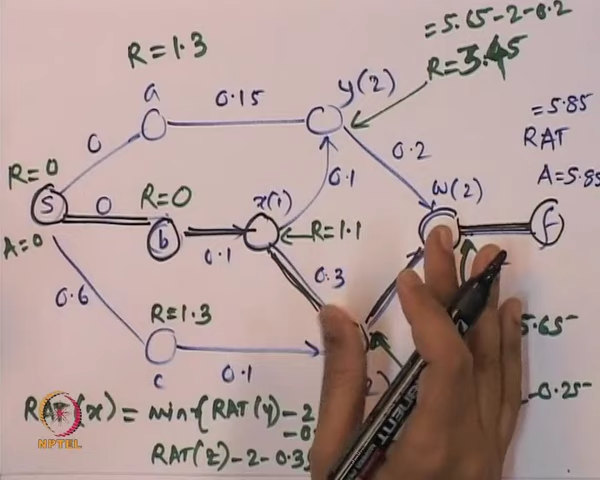 = 5.65-2-0.2
R=1.3
R=3.45
a
0.15
y(2)
= 5.85
RAT
A=5.85
0
0.2
R=0
R=0
0.1
w(2)
S
0
x(1)
f
A=0
b
R=1.1
0.1
0.3
0.6
R=1.3
5.65
c
0.1
2)
-0.25
RAT(x) = min{RAT(y)-2
RAT(z)-2-0.3
NPTEL
MANENT